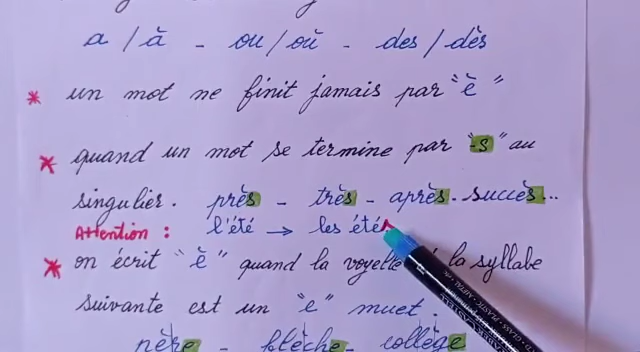 a / à - ou / où - des / dès
* un mot ne finit jamais par "è"
* quand un mot se termine par "-s" au
singulier. près - très - après - succès...
Attention : l'été → les étés
* on écrit "è" quand la voyelle la syllabe
suivante est un "e" muet.
père - flèche - collège